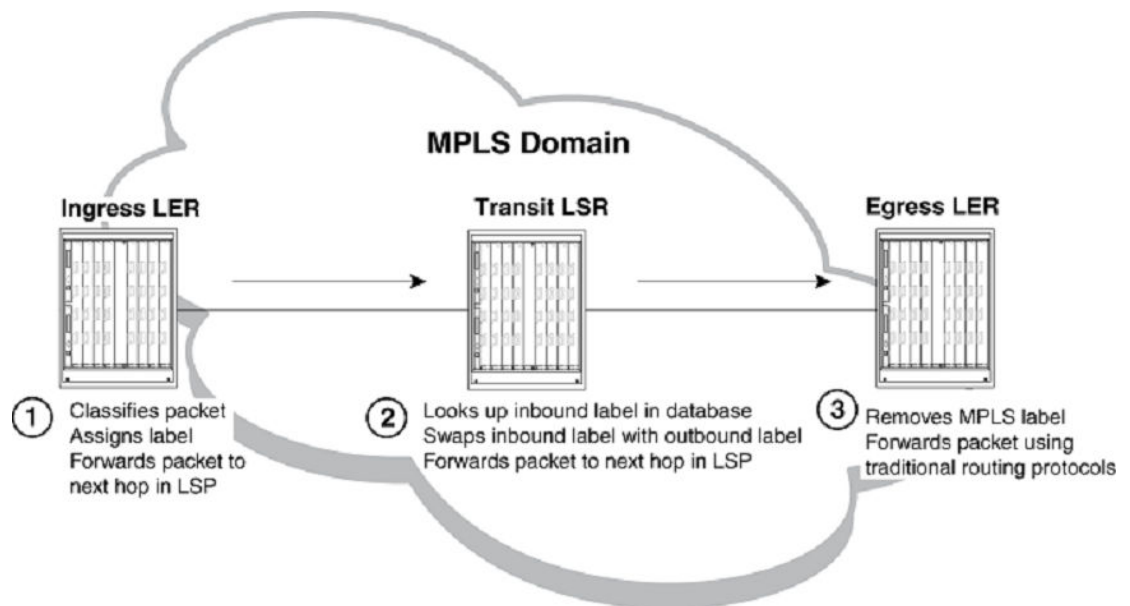 MPLS Domain
Ingress LER
Transit LSR
Egress LER
1
Classifies packet
Assigns label
Forwards packet to
next hop in LSP
2
Looks up inbound label in database
Swaps inbound label with outbound label
Forwards packet to next hop in LSP
3
Removes MPLS label
Forwards packet using
traditional routing protocols